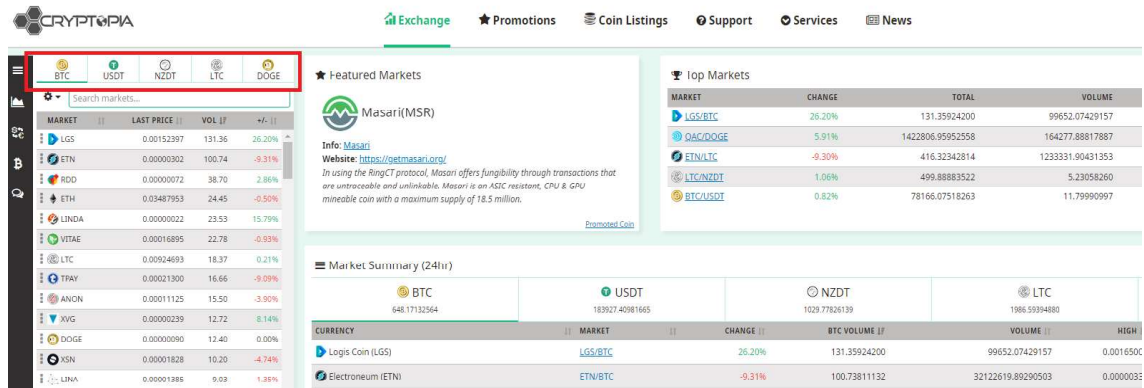 CRYPTOPIA
Exchange
Promotions
Coin Listings
Support
Services
News
BTC USDT NZDT LTC DOGE
Search markets...
MARKET LAST PRICE VOL +/-
LGS 0.00152397 131.36 26.20%
ETN 0.00000302 100.74 -9.31%
RDD 0.00000072 38.70 2.86%
ETH 0.03487953 24.45 -0.50%
LINDA 0.00000022 23.53 15.79%
VITAE 0.00016895 22.78 -0.93%
LTC 0.00924693 18.37 0.21%
TPAY 0.00021300 16.66 -9.09%
ANON 0.00011125 15.50 -3.90%
XVG 0.00000239 12.72 8.14%
DOGE 0.00000090 12.40 0.00%
XSN 0.00001828 10.20 -4.74%
LINA 0.00001385 9.03 1.39%
Featured Markets
Masari(MSR)
Info: Masari
Website: https://getmasari.org/
In using the RingCT protocol, Masari offers fungibility through transactions that
are untraceable and unlinkable. Masari is an ASIC resistant, CPU & GPU
mineable coin with a maximum supply of 18.5 million.
Promoted Coin
Top Markets
MARKET CHANGE TOTAL VOLUME
LGS/BTC 26.20% 131.35924200 99652.07429157
QAC/DOGE 5.91% 1422806.95952558 164277.88817887
ETN/LTC -9.30% 416.32342814 1233331.90431353
LTC/NZDT 1.06% 499.88883522 5.23058260
BTC/USDT 0.82% 78166.07518263 11.79990997
Market Summary (24hr)
BTC USDT NZDT LTC
648.17132564 183927.40981665 1029.77826139 1986.59394880
CURRENCY MARKET CHANGE BTC VOLUME VOLUME HIGH
Logis Coin (LGS) LGS/BTC 26.20% 131.35924200 99652.07429157 0.0016500
Electroneum (ETN) ETN/BTC -9.31% 100.73811132 32122619.89290503 0.0000033